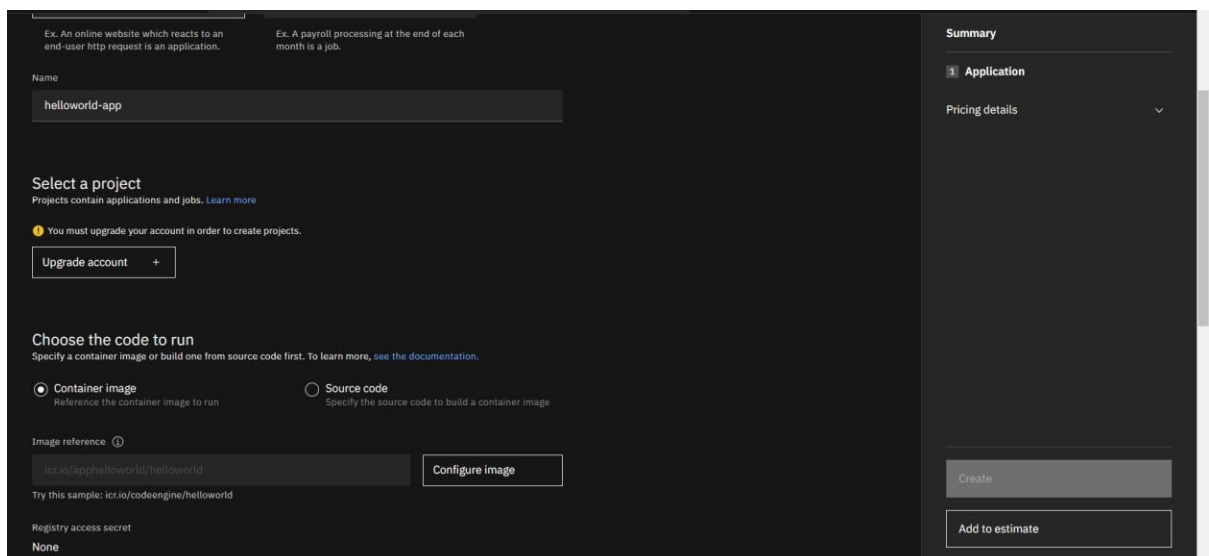 Ex. An online website which reacts to an
end-user http request is an application.
Ex. A payroll processing at the end of each
month is a job.
Name
helloworld-app
Select a project
Projects contain applications and jobs. Learn more
You must upgrade your account in order to create projects.
Upgrade account +
Choose the code to run
Specify a container image or build one from source code first. To learn more, see the documentation.
Container image
Reference the container image to run
Source code
Specify the source code to build a container image
Image reference
icr.io/apphelloworld/helloworld
Configure image
Try this sample: icr.io/codeengine/helloworld
Registry access secret
None
Summary
1 Application
Pricing details
Create
Add to estimate